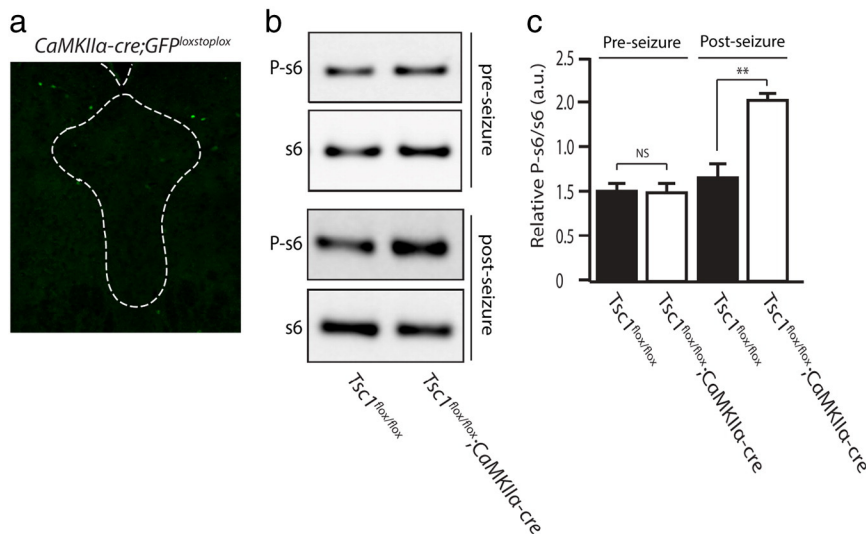 a
CaMKIIα-cre;GFPloxstoplox
b
P-s6
s6
pre-seizure
P-s6
s6
post-seizure
Tsc1flox/flox
Tsc1flox/flox;CaMKIIα-cre
c
Pre-seizure
Post-seizure
Relative P-s6/s6 (a.u.)
2.5
2.0
1.0
1.5
0.5
0
NS
**
Tsc1flox/flox
Tsc1flox/flox;CaMKIIα-cre
Tsc1flox/flox
Tsc1flox/flox;CaMKIIα-cre